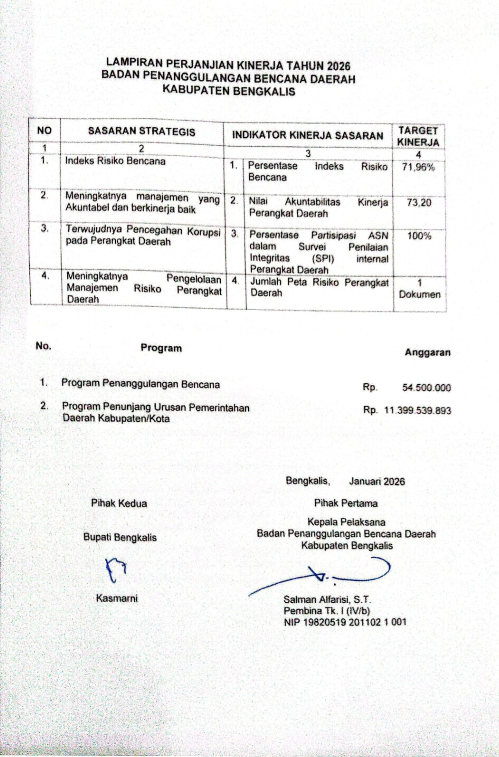 LAMPIRAN PERJANJIAN KINERJA TAHUN 2026
BADAN PENANGGULANGAN BENCANA DAERAH
KABUPATEN BENGKALIS
NO SASARAN STRATEGIS INDIKATOR KINERJA SASARAN TARGET KINERJA
1 2 3 4
1. Indeks Risiko Bencana 1. Persentase Indeks Risiko 71,96%
Bencana
2. Meningkatnya manajemen yang 2. Nilai Akuntabilitas Kinerja 73,20
Akuntabel dan berkinerja baik Perangkat Daerah
3. Terwujudnya Pencegahan Korupsi 3. Persentase Partisipasi ASN 100%
pada Perangkat Daerah dalam Survei Penilaian
Integritas (SPI) internal
Perangkat Daerah
4. Meningkatnya Pengelolaan 4. Jumlah Peta Risiko Perangkat 1
Manajemen Risiko Perangkat Daerah Dokumen
Daerah
No. Program Anggaran
1. Program Penanggulangan Bencana Rp. 54.500.000
2. Program Penunjang Urusan Pemerintahan Rp. 11.399.539.893
Daerah Kabupaten/Kota
Bengkalis, Januari 2026
Pihak Kedua Pihak Pertama
Kepala Pelaksana
Bupati Bengkalis Badan Penanggulangan Bencana Daerah
Kabupaten Bengkalis
Kasmarni Salman Alfarisi, S.T.
Pembina Tk. I (IV/b)
NIP 19820519 201102 1 001